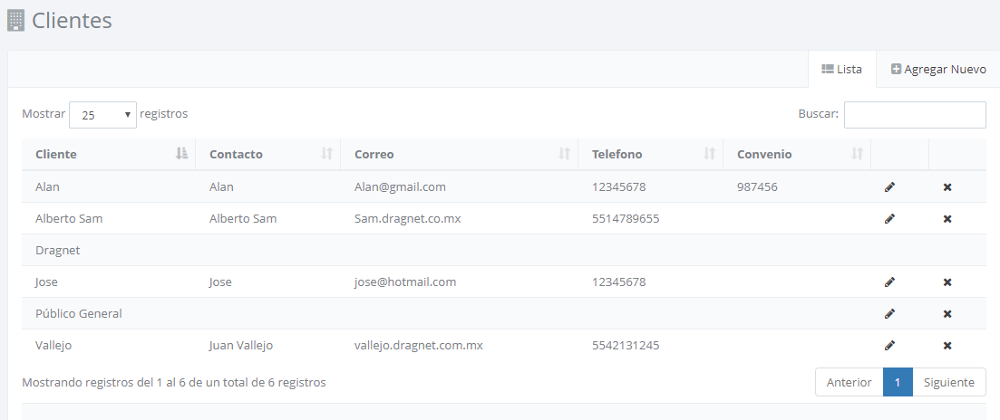 Clientes
Lista Agregar Nuevo
Mostrar 25 registros Buscar:
Cliente Contacto Correo Telefono Convenio
Alan Alan Alan@gmail.com 12345678 987456
Alberto Sam Alberto Sam Sam.dragnet.co.mx 5514789655
Dragnet
Jose Jose jose@hotmail.com 12345678
Público General
Vallejo Juan Vallejo vallejo.dragnet.com.mx 5542131245
Mostrando registros del 1 al 6 de un total de 6 registros Anterior 1 Siguiente